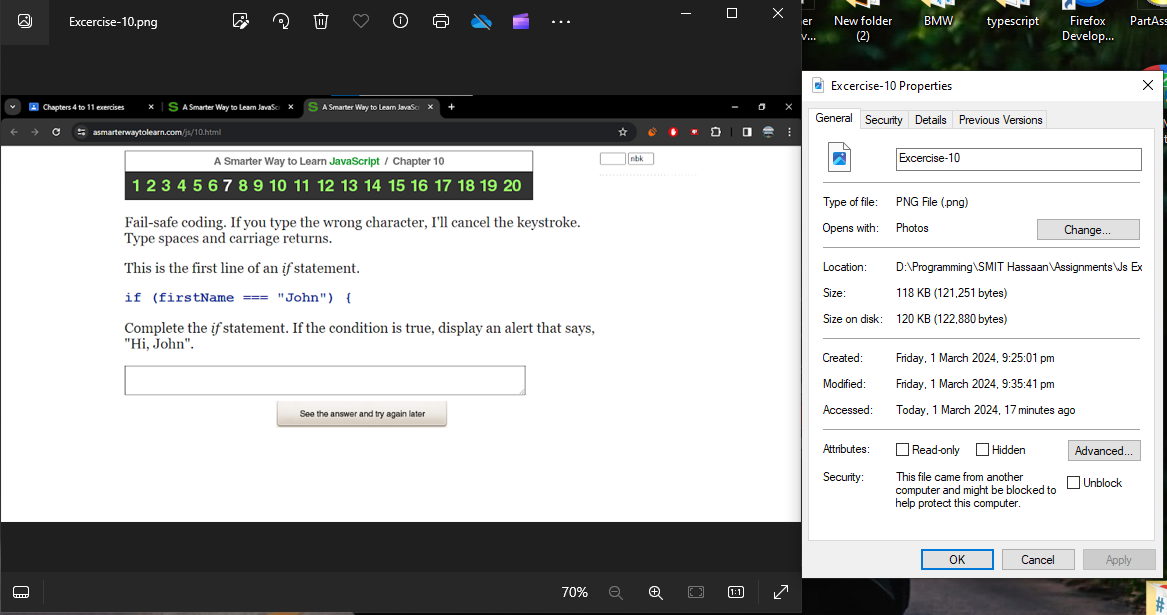 Exercise-10.png
Chapters 4 to 11 exercises
A Smarter Way to Learn JavaSc
A Smarter Way to Learn JavaSc
asmarterwaytolearn.com/js/10.html
A Smarter Way to Learn JavaScript / Chapter 10
nbk
1 2 3 4 5 6 7 8 9 10 11 12 13 14 15 16 17 18 19 20
Fail-safe coding. If you type the wrong character, I'll cancel the keystroke.
Type spaces and carriage returns.
This is the first line of an if statement.
if (firstName === "John") {
Complete the if statement. If the condition is true, display an alert that says,
"Hi, John".
See the answer and try again later
70%
1:1
New folder
(2)
BMW
typescript
Firefox
Develop...
PartAss
Excercise-10 Properties
General
Security
Details
Previous Versions
Excercise-10
Type of file: PNG File (.png)
Opens with: Photos
Change...
Location: D:\Programming\SMIT Hassaan\Assignments\Js Ex
Size: 118 KB (121,251 bytes)
Size on disk: 120 KB (122,880 bytes)
Created: Friday, 1 March 2024, 9:25:01 pm
Modified: Friday, 1 March 2024, 9:35:41 pm
Accessed: Today, 1 March 2024, 17 minutes ago
Attributes: Read-only Hidden Advanced...
Security: This file came from another
computer and might be blocked to
help protect this computer.
Unblock
OK Cancel Apply